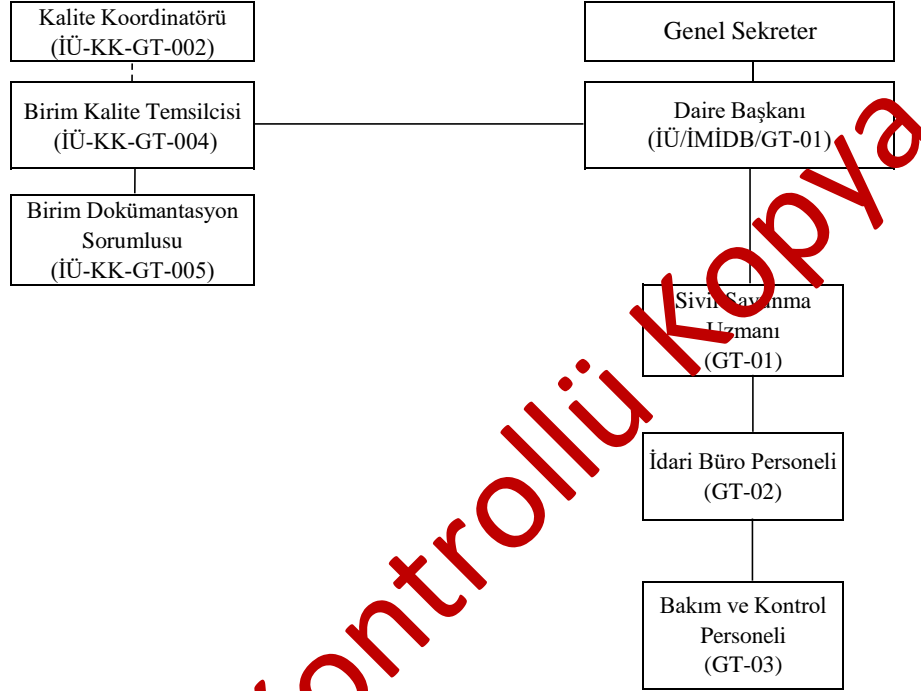 Kalite Koordinatörü
(İÜ-KK-GT-002)
Genel Sekreter
Birim Kalite Temsilcisi
(İÜ-KK-GT-004)
Daire Başkanı
(İÜ/İMİDB/GT-01)
Birim Dokümantasyon
Sorumlusu
(İÜ-KK-GT-005)
Sivil Savunma
Uzmanı
(GT-01)
İdari Büro Personeli
(GT-02)
Bakım ve Kontrol
Personeli
(GT-03)
Kontrollü Kopya